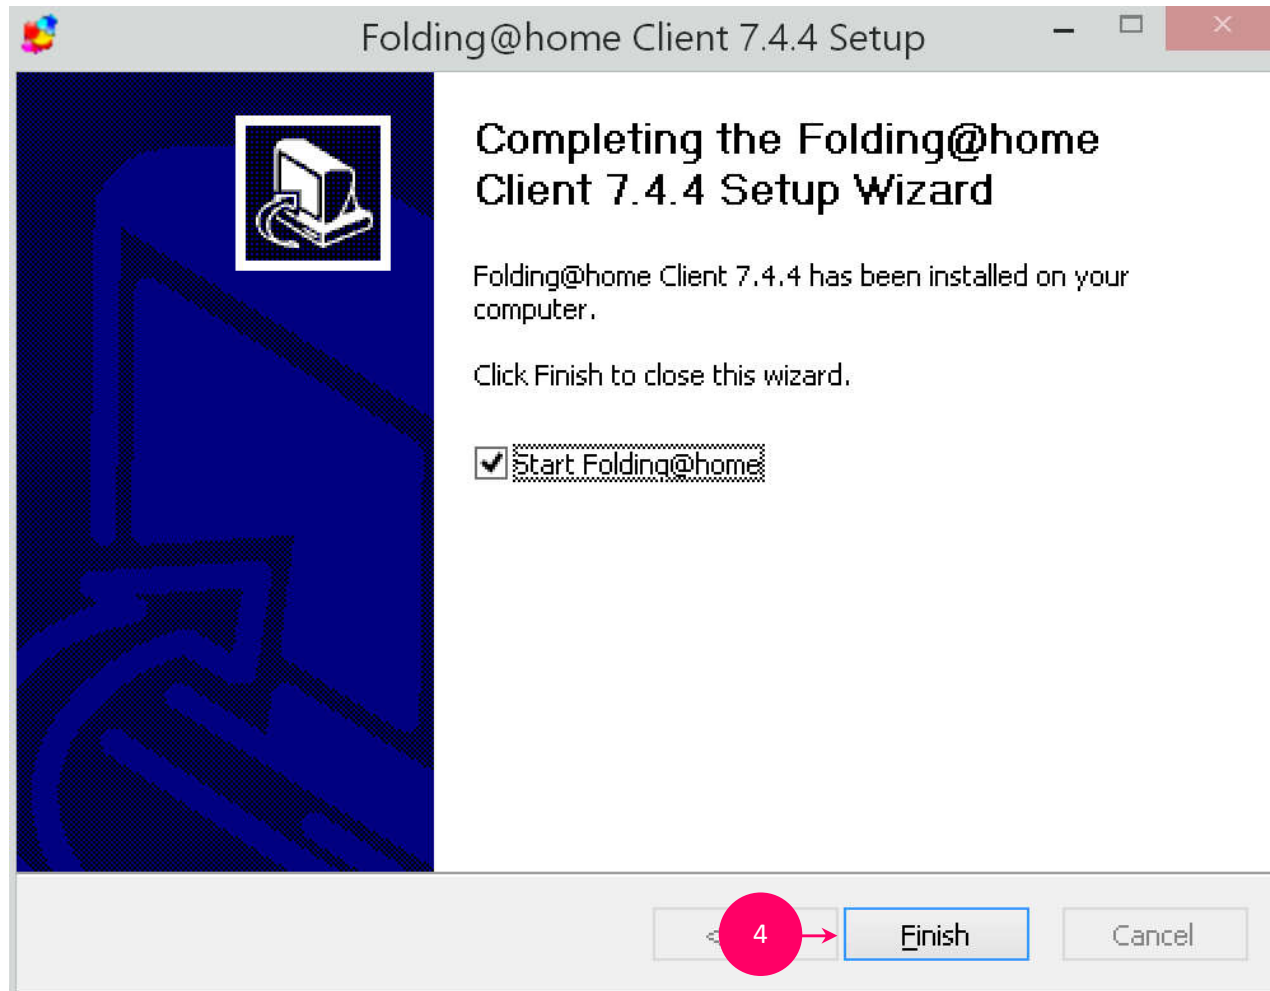 Folding@home Client 7.4.4 Setup
Completing the Folding@home
Client 7.4.4 Setup Wizard
Folding@home Client 7.4.4 has been installed on your
computer.
Click Finish to close this wizard.
Start Folding@home
<
4
Finish
Cancel